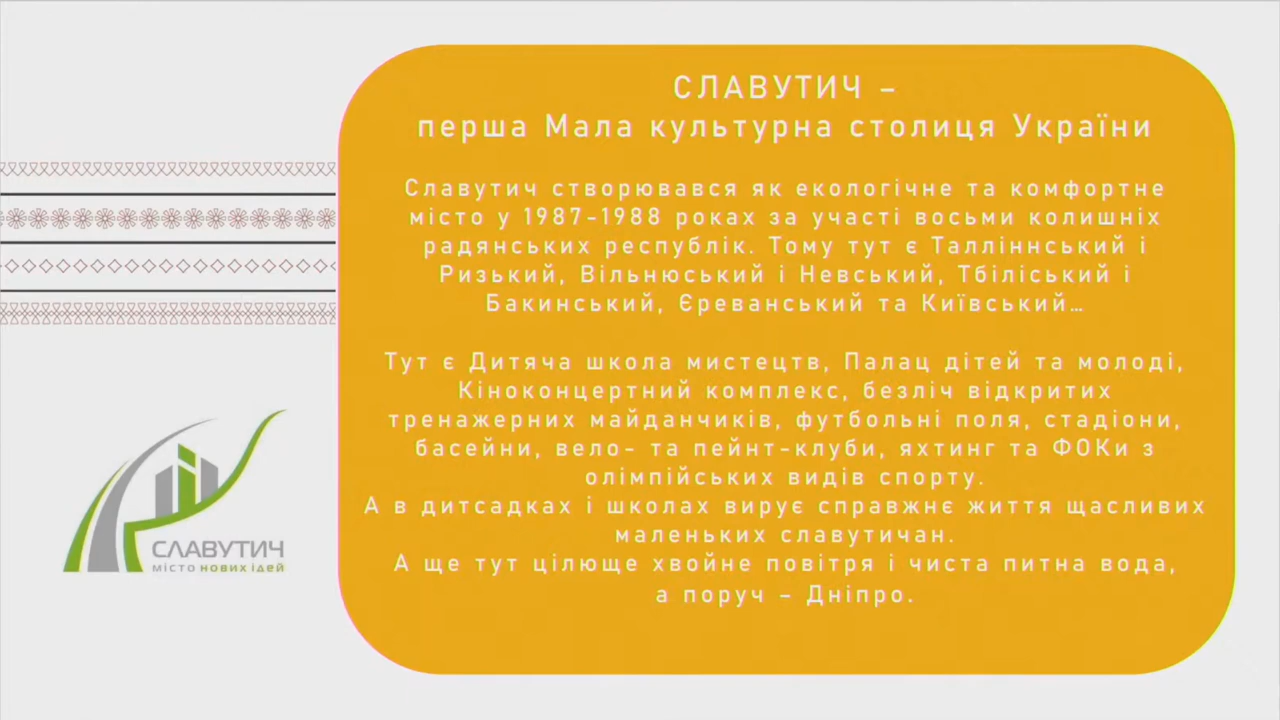 СЛАВУТИЧ –
перша Мала культурна столиця України
Славутич створювався як екологічне та комфортне
місто у 1987-1988 роках за участі восьми колишніх
радянських республік. Тому тут є Талліннський і
Ризький, Вільнюський і Невський, Тбіліський і
Бакинський, Єреванський та Київський…
Тут є Дитяча школа мистецтв, Палац дітей та молоді,
Кіноконцертний комплекс, безліч відкритих
тренажерних майданчиків, футбольні поля, стадіони,
басейни, вело- та пейнт-клуби, яхтинг та ФОКи з
олімпійських видів спорту.
А в дитсадках і школах вирує справжнє життя щасливих
маленьких славутичан.
А ще тут цілюще хвойне повітря і чиста питна вода,
а поруч – Дніпро.
СЛАВУТИЧ
місто нових ідей